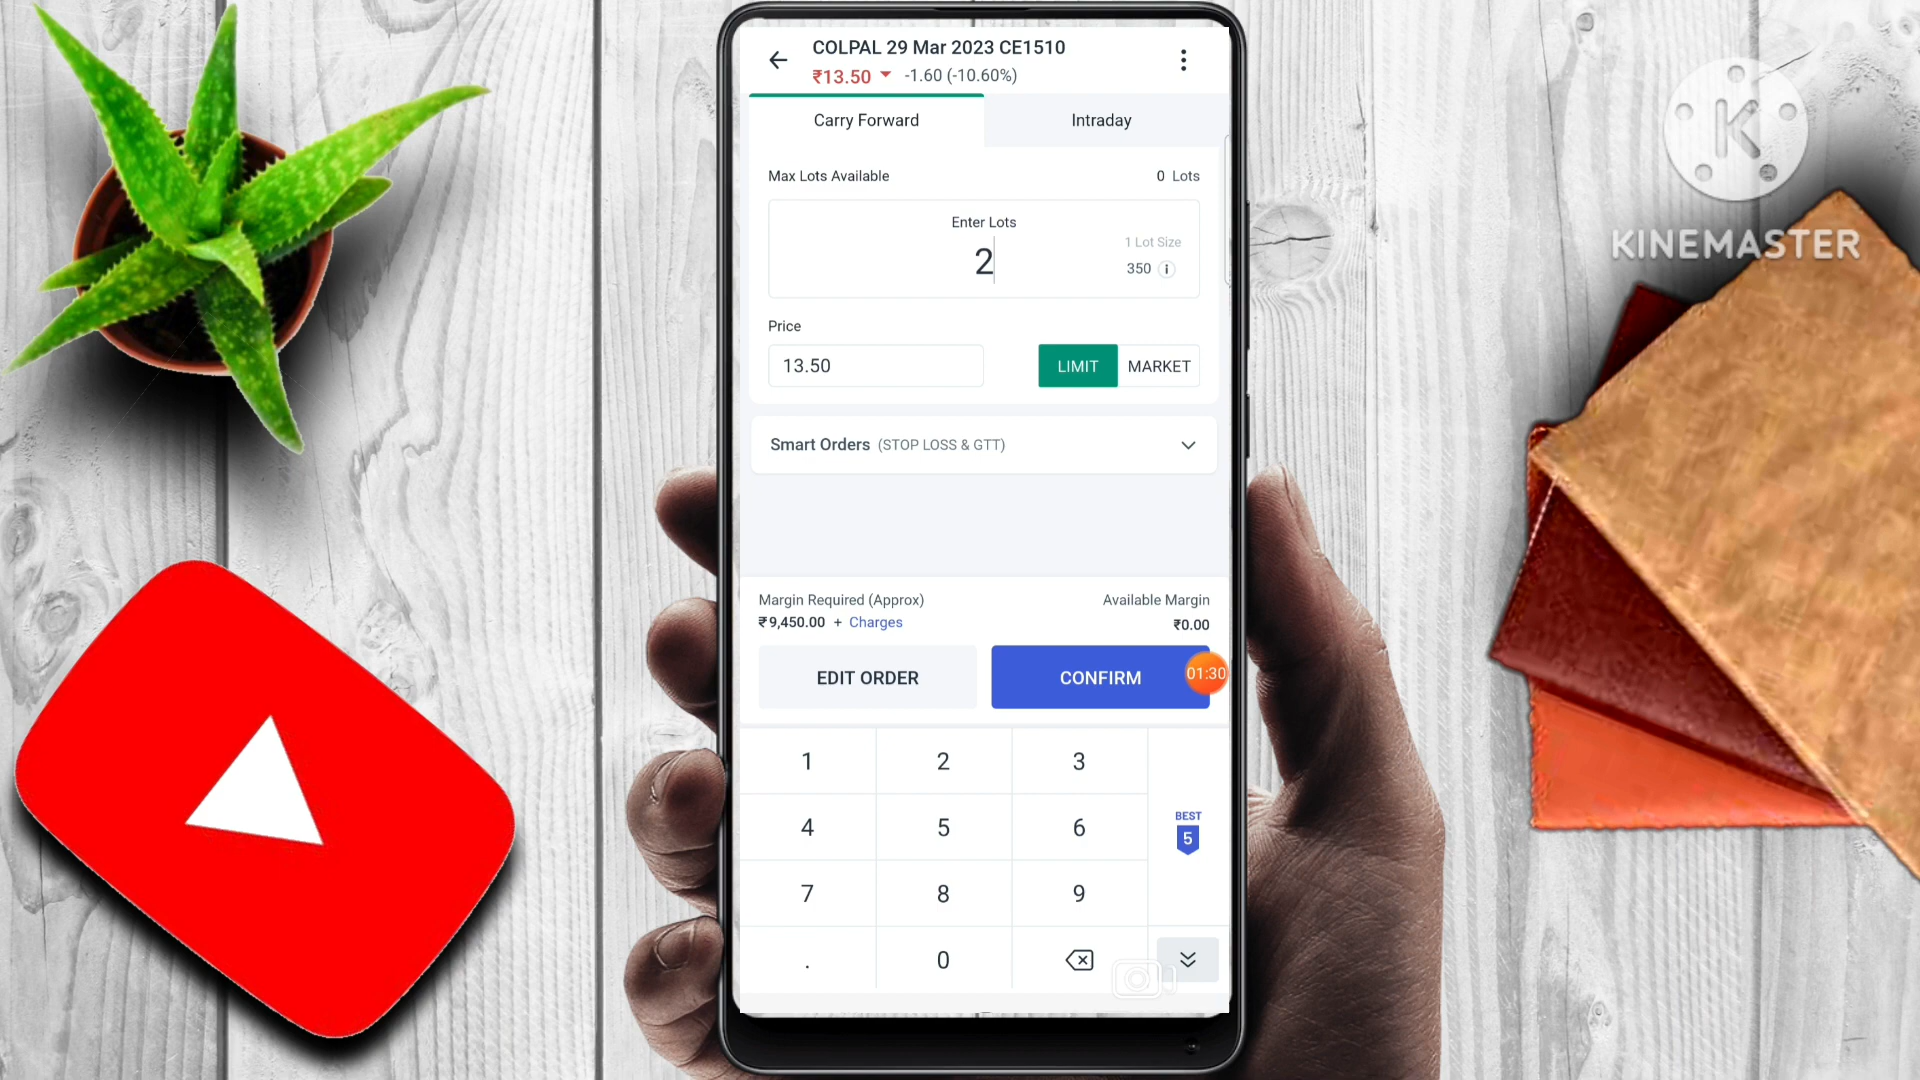 COLPAL 29 Mar 2023 CE1510
₹13.50 -1.60 (-10.60%)
Carry Forward Intraday
Max Lots Available 0 Lots
Enter Lots
2
1 Lot Size
350
Price
13.50 LIMIT MARKET
Smart Orders (STOP LOSS & GTT)
Margin Required (Approx) Available Margin
₹9,450.00 + Charges ₹0.00
EDIT ORDER CONFIRM 01:30
1 2 3
4 5 6
BEST
5
7 8 9
. 0
K
KINEMASTER